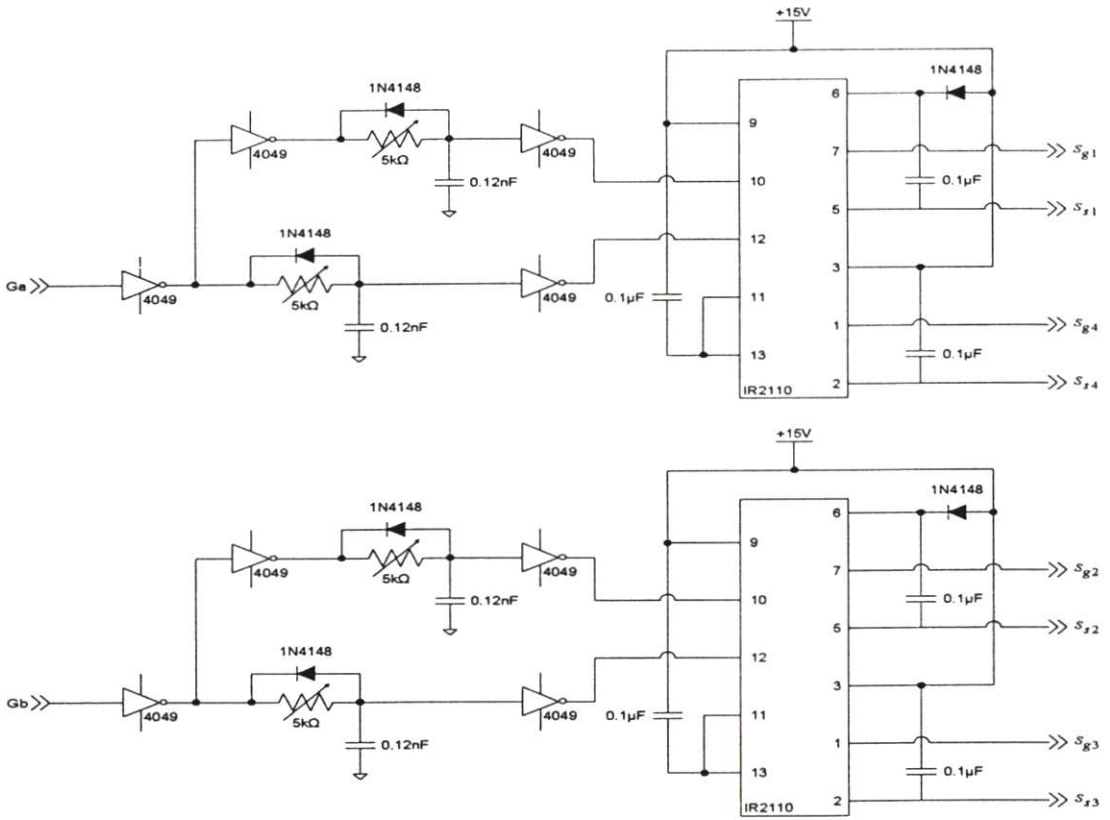 +15V
1N4148
1N4148
6
4049
5kΩ
4049
9
7
Sg1
0.12nF
10
0.1µF
5
Ss1
1N4148
12
3
Ga
4049
5kΩ
4049
0.1µF
11
0.12nF
1
Sg4
13
0.1µF
IR2110
2
Ss4
+15V
1N4148
1N4148
6
4049
5kΩ
4049
9
7
Sg2
0.12nF
10
0.1µF
5
Ss2
1N4148
12
3
Gb
4049
5kΩ
4049
0.1µF
11
0.12nF
1
Sg3
13
0.1µF
IR2110
2
Ss3